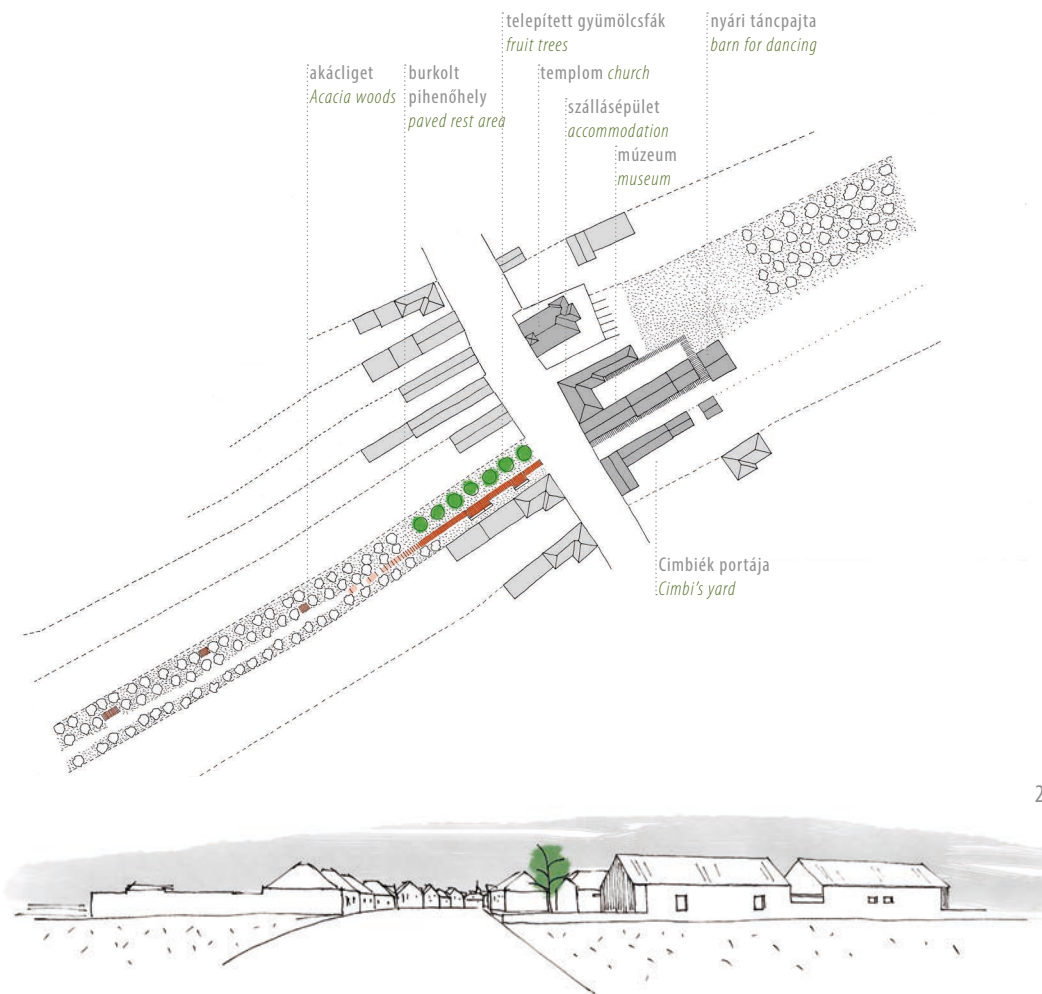 telepített gyümölcsfák
fruit trees
nyári táncpajta
barn for dancing
akácliget
Acacia woods
burkolt
pihenőhely
paved rest area
templom church
szállásépület
accommodation
múzeum
museum
Cimbiék portája
Cimbi's yard
2